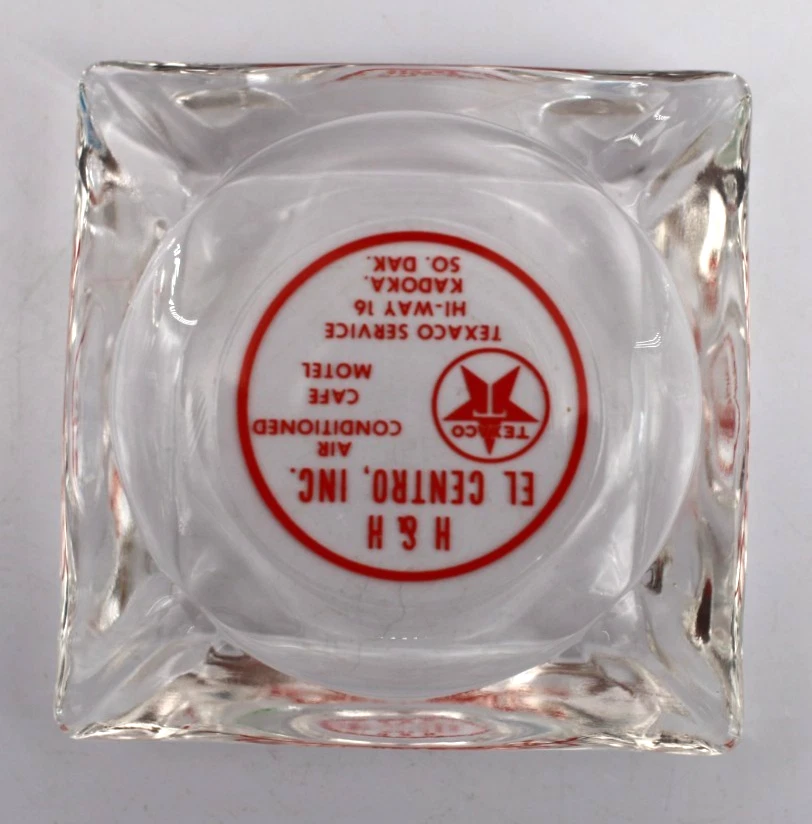 H & H
EL CENTRO, INC.
AIR
CONDITIONED
CAFE
MOTEL
TEXACO
T
TEXACO SERVICE
HI-WAY 16
KADOKA,
SO. DAK.